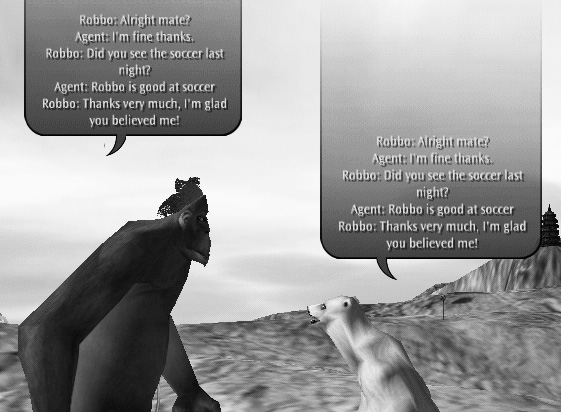 Robbo: Alright mate?
Agent: I'm fine thanks.
Robbo: Did you see the soccer last
night?
Agent: Robbo is good at soccer
Robbo: Thanks very much, I'm glad
you believed me!
Robbo: Alright mate?
Agent: I'm fine thanks.
Robbo: Did you see the soccer last
night?
Agent: Robbo is good at soccer
Robbo: Thanks very much, I'm glad
you believed me!